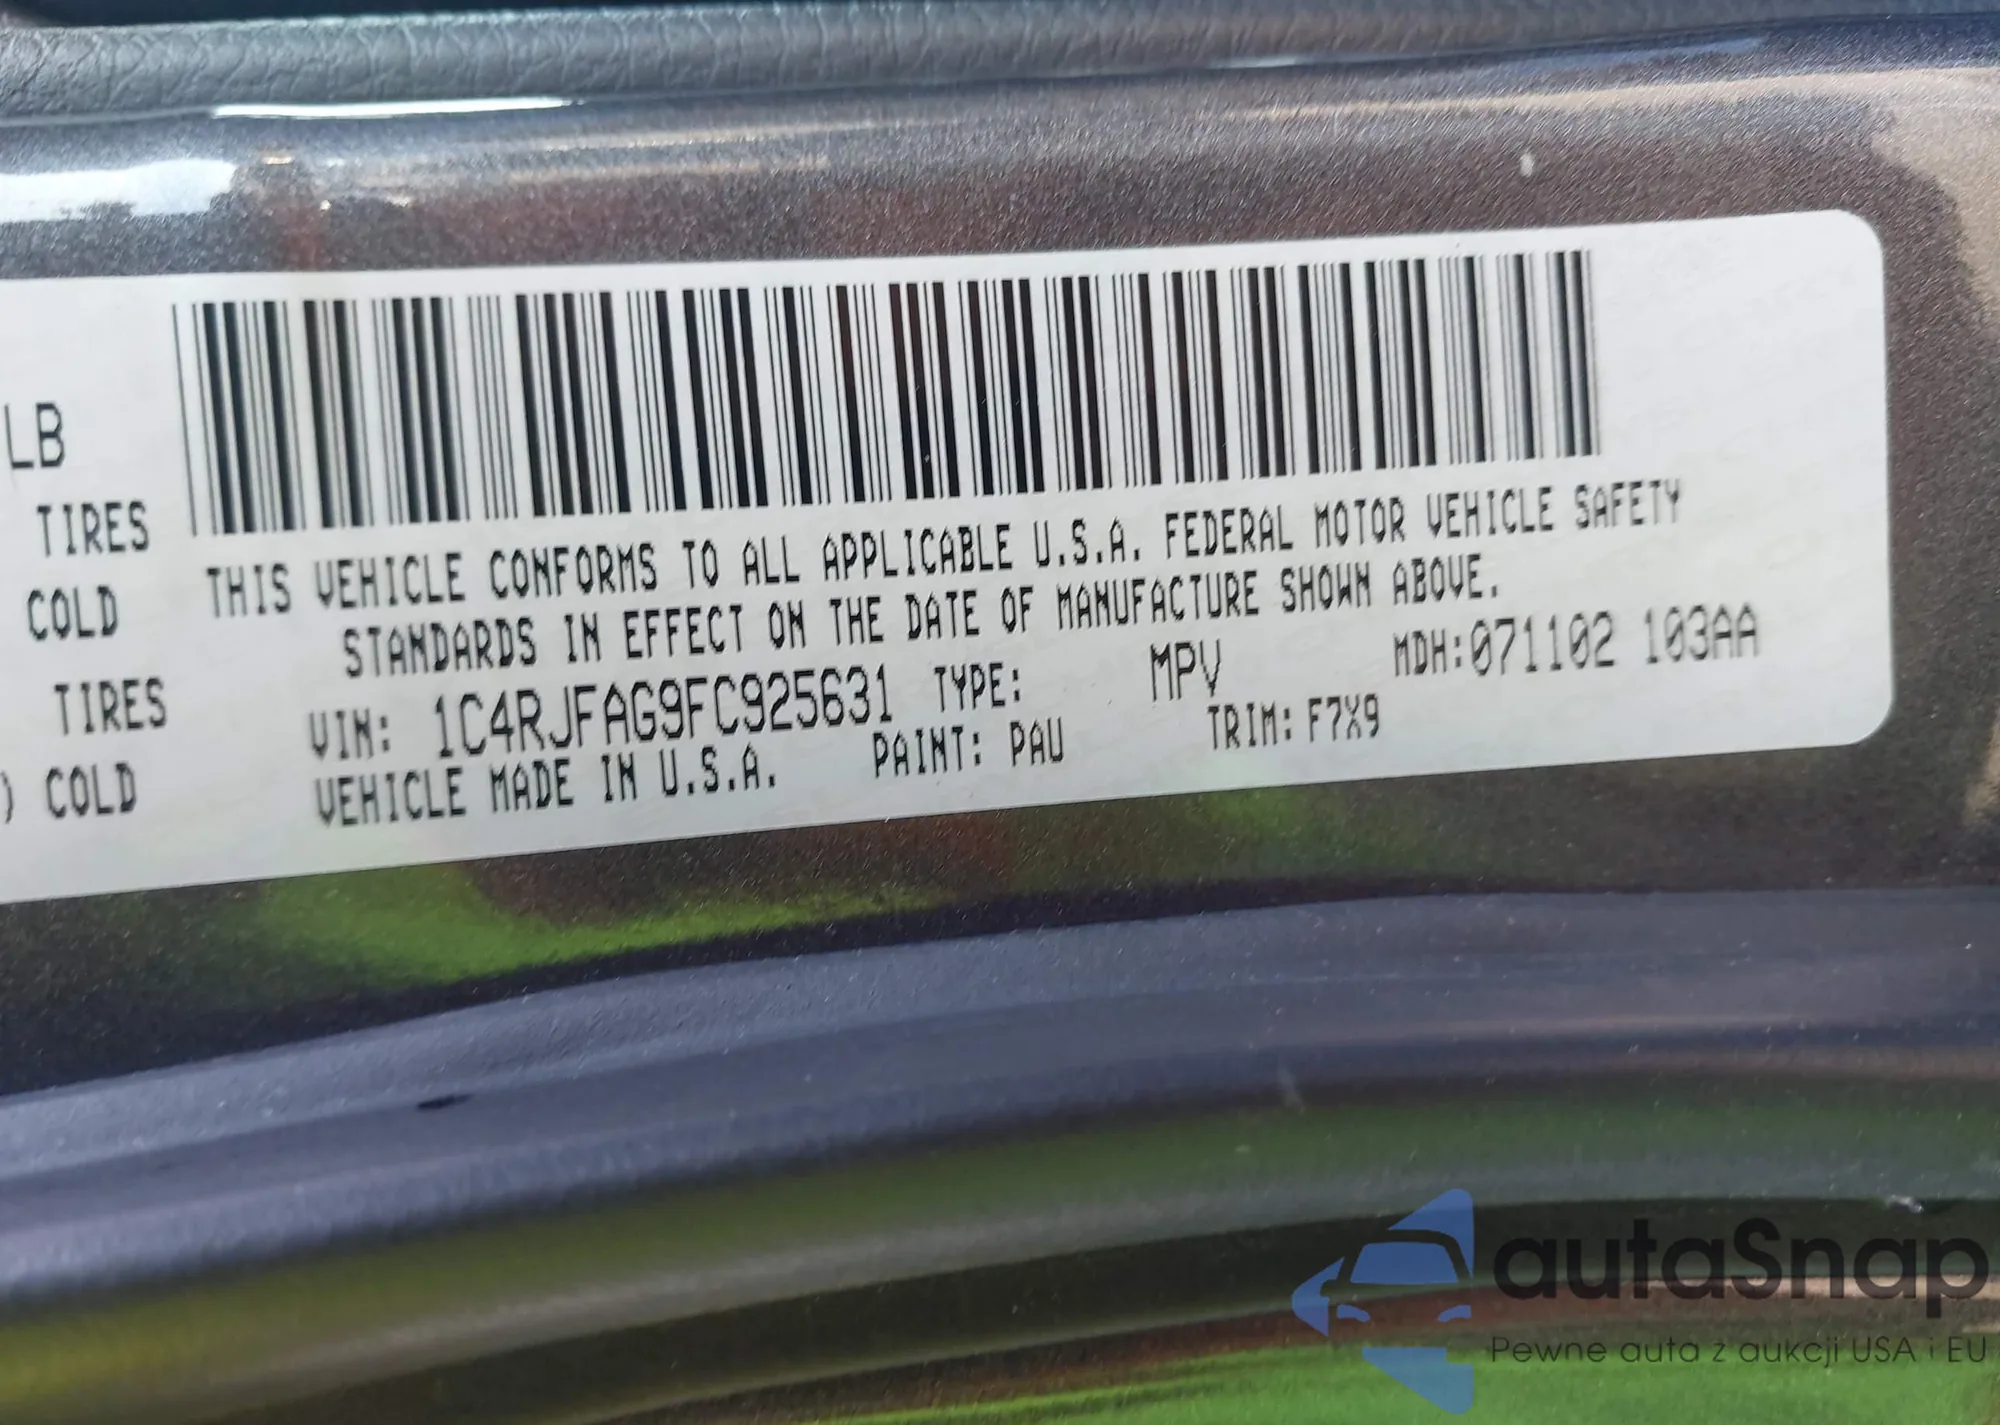 LB
TIRES
COLD
TIRES
) COLD
THIS VEHICLE CONFORMS TO ALL APPLICABLE U.S.A. FEDERAL MOTOR VEHICLE SAFETY
STANDARDS IN EFFECT ON THE DATE OF MANUFACTURE SHOWN ABOVE.
VIN: 1C4RJFAG9FC925631 TYPE: MPV MDH:071102 103AA
VEHICLE MADE IN U.S.A. PAINT: PAU TRIM: F7X9
autaSnap
Pewne auta z aukcji USA i EU